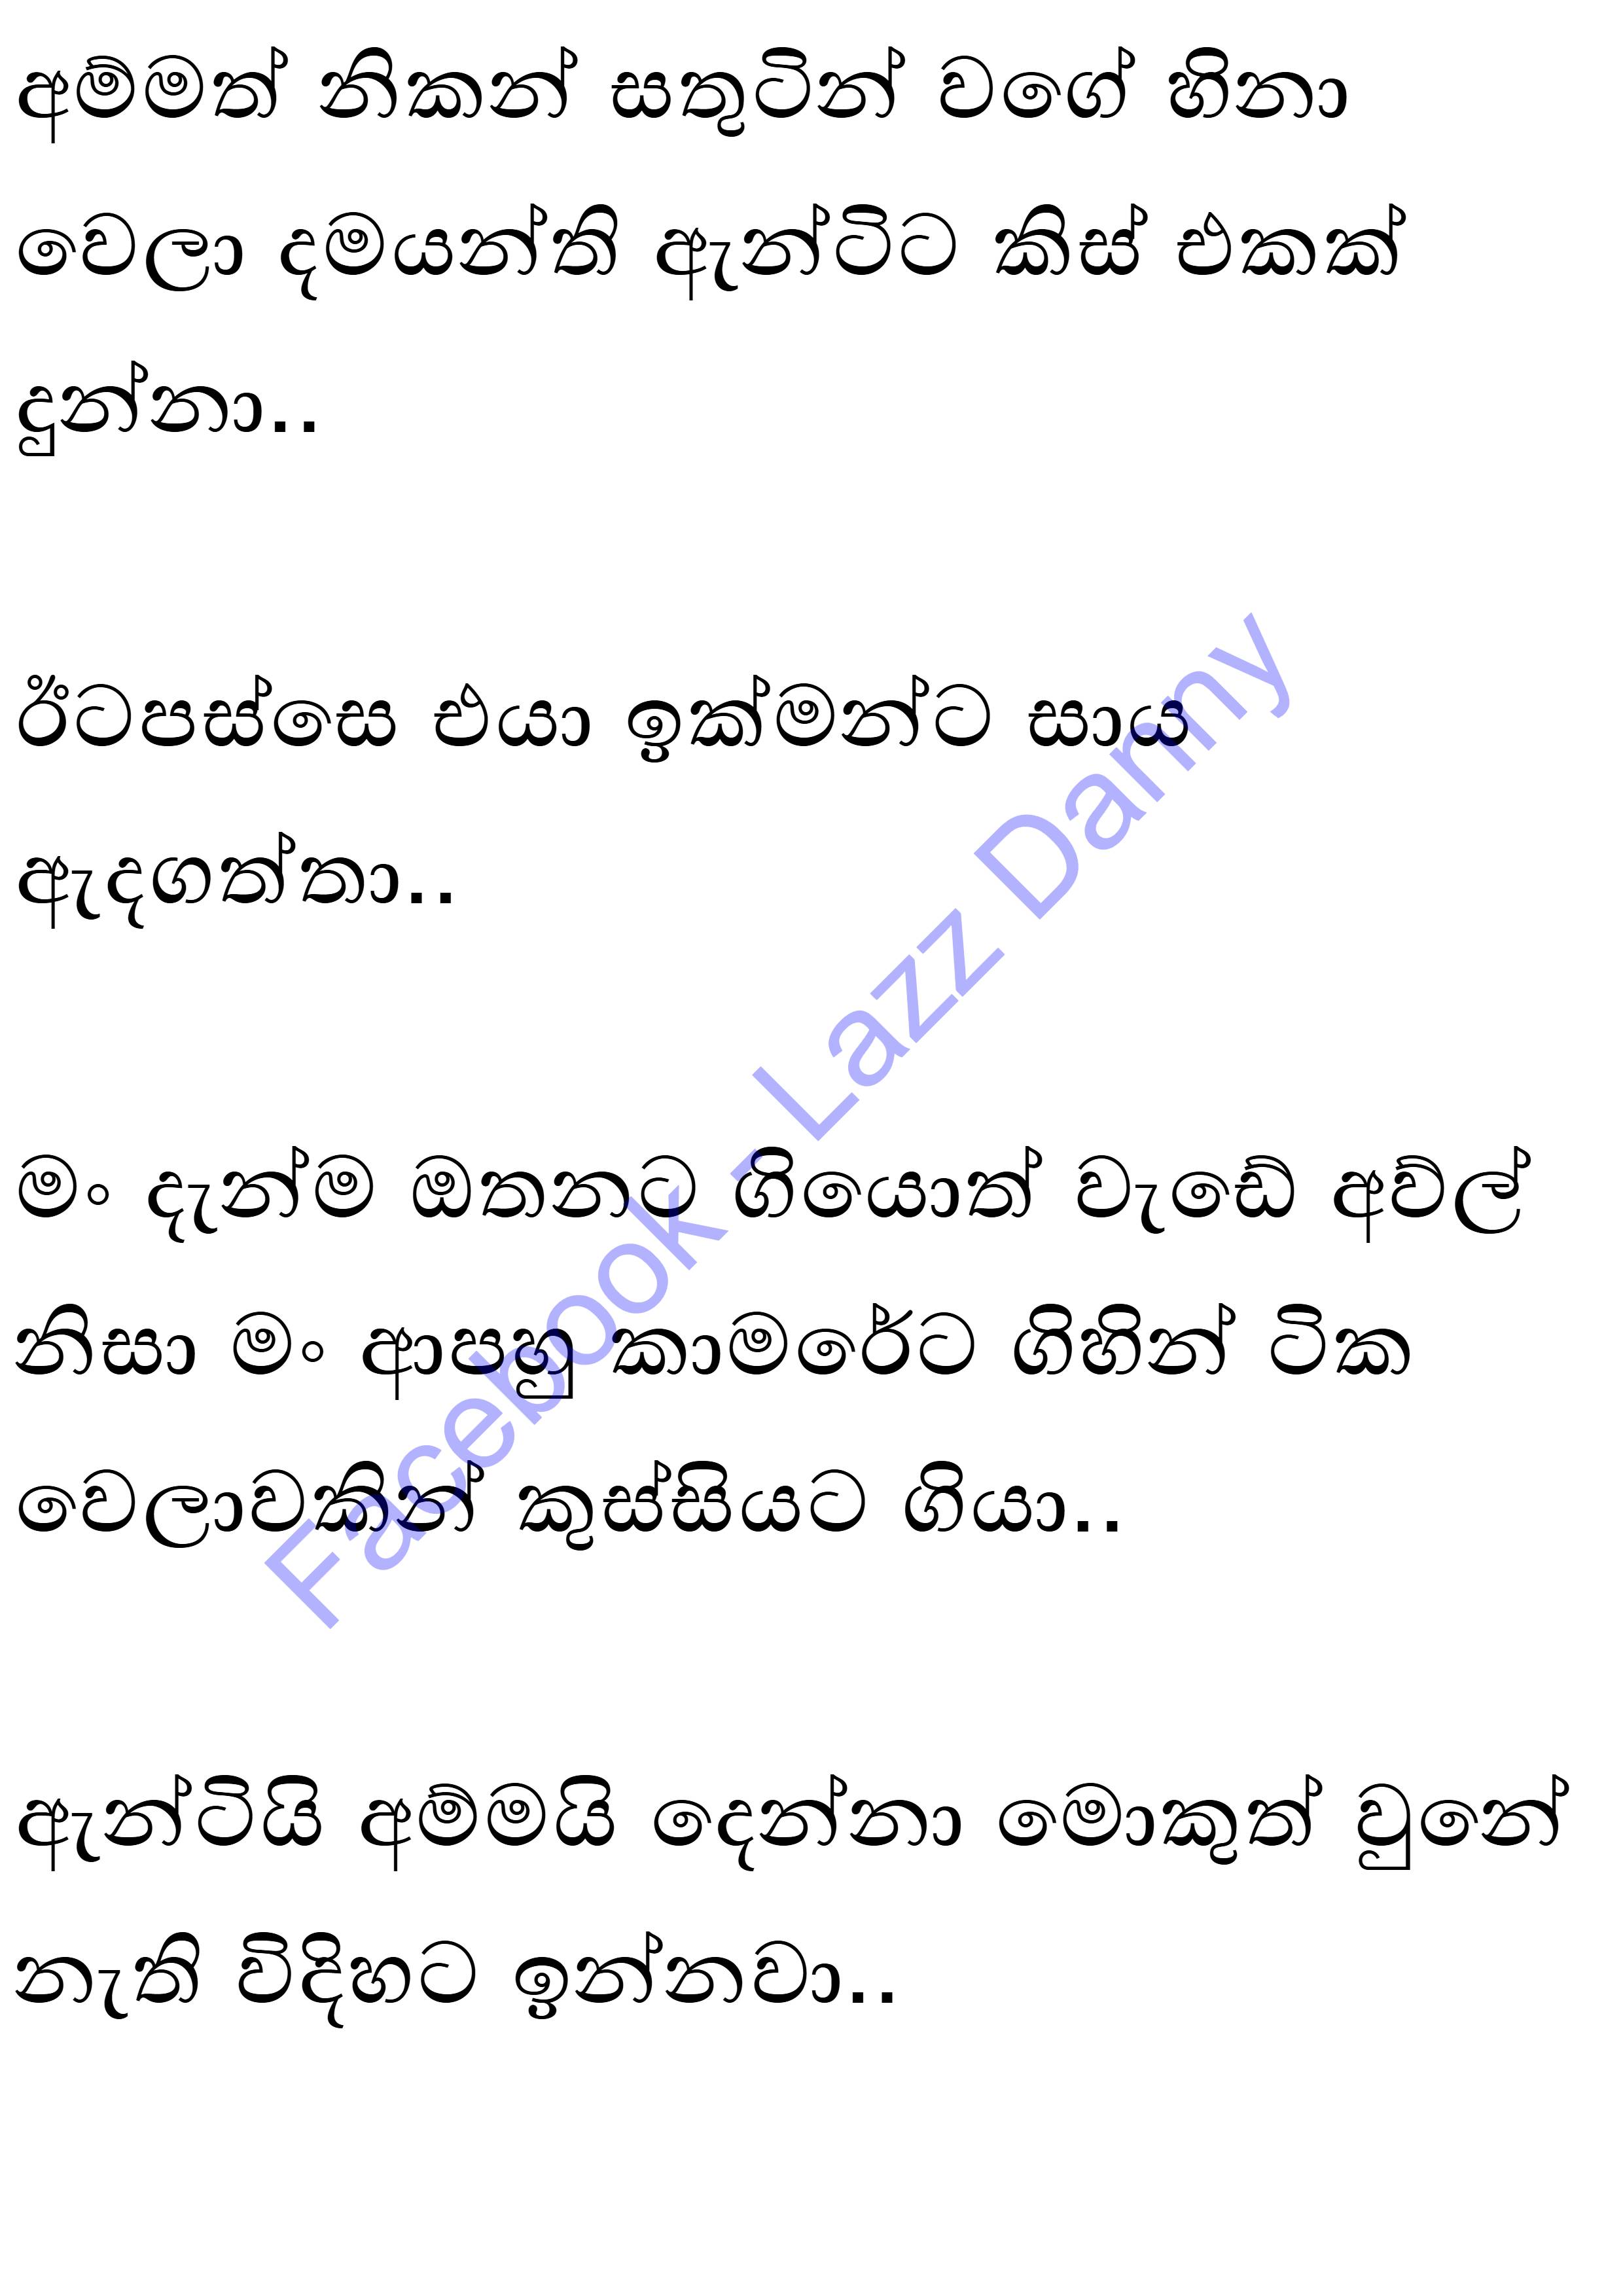 අම්මත් නිකන් සතුටින් වගේ හිනා
වෙලා දමයන්ති ඇන්ටිට කිස් එකක්
දුන්නා..
ඊටපස්සෙ එයා ඉක්මන්ට සාය
ඇදගත්තා..
මං දැන්ම ඔතනට ගියොත් වැඩේ අව්ල්
නිසා මං ආපහු කාමරේට ගිහින් ටික
වෙලාවකින් කුස්සියට ගියා..
ඇන්ටියි අම්මයි දෙන්නා මොකුත් වුනේ
නැති විදිහට ඉන්නවා..
Facebook - Lazz Danny